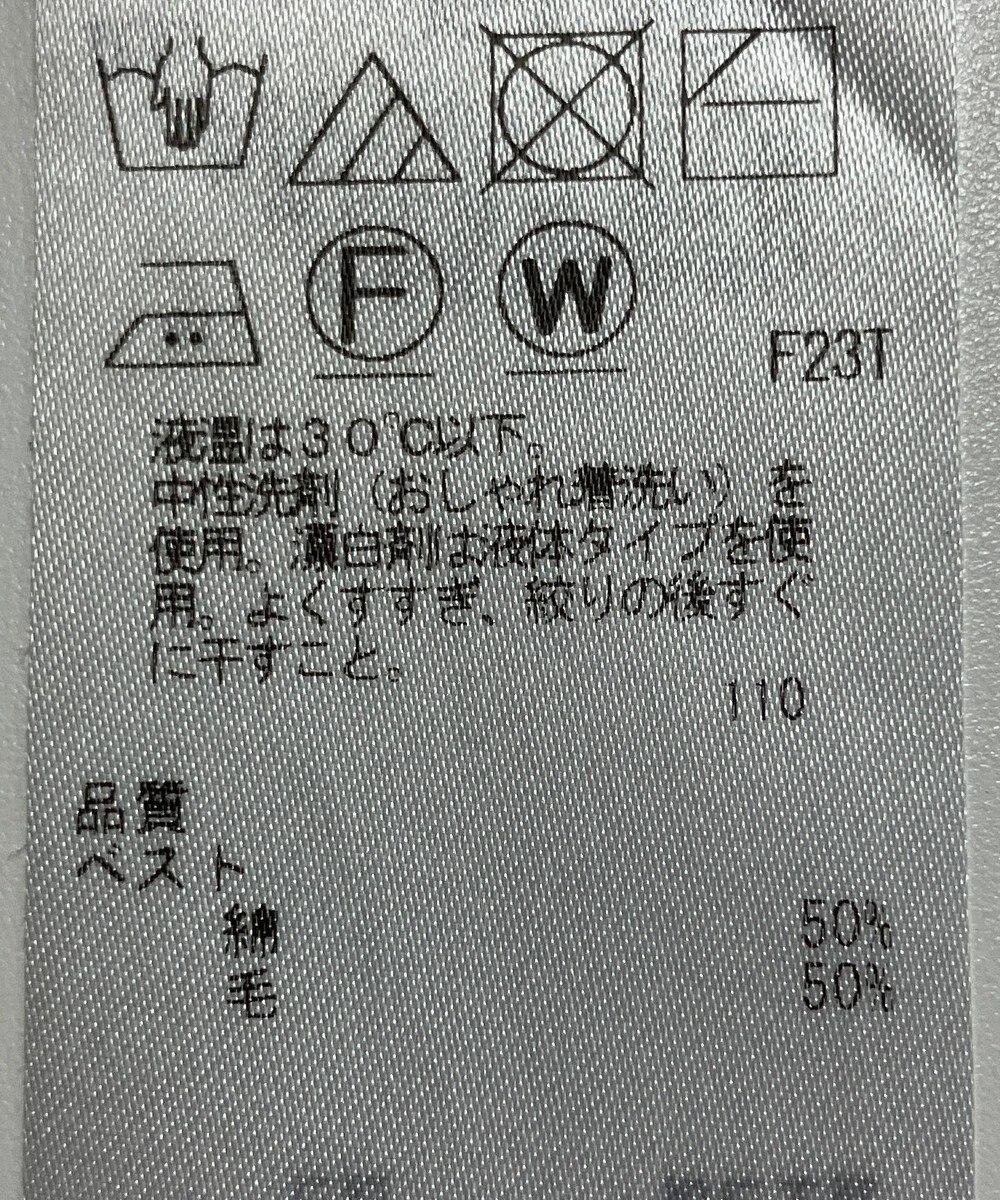 F
W
F23T
液温は30℃以下。
中性洗剤（おしゃれ着洗い）を
使用。漂白剤は液体タイプを使
用。よくすすぎ、絞りの後すぐ
に干すこと。
110
品質
ベスト
綿 50%
毛 50%